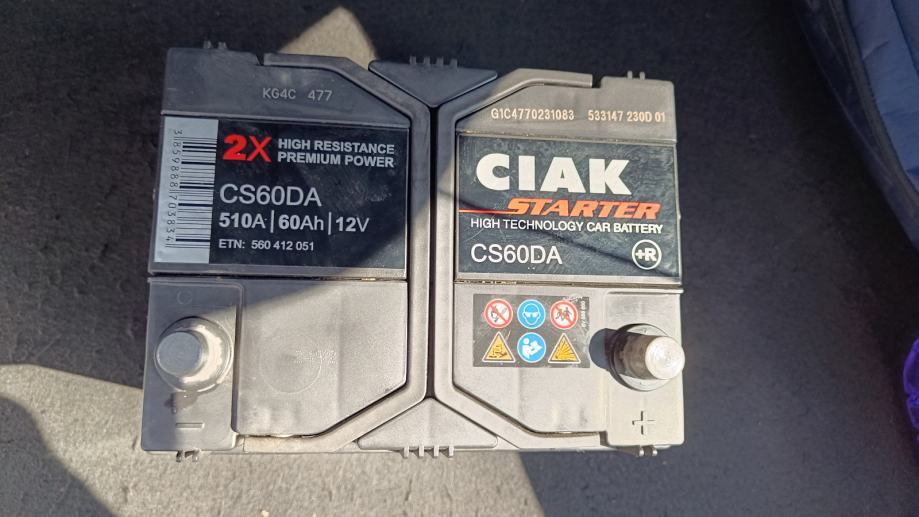 KG4C 477
3859888703834
2X HIGH RESISTANCE
PREMIUM POWER
CS60DA
510A|60Ah|12V
ETN: 560 412 051
−
G1C4770231083 533147 230D 01
CIAK
STARTER
HIGH TECHNOLOGY CAR BATTERY
CS60DA
+R
+